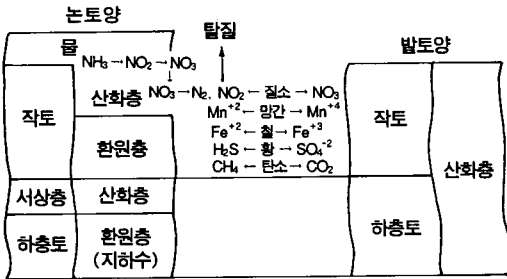 논토양
탈질
밭토양
물
NH₃→NO₂→NO₃
작토
산화층
NO₃→N₂, NO₂← 질소→NO₃
Mn⁺²← 망간→Mn⁺⁴
Fe⁺²← 철→Fe⁺³
H₂S← 황→SO₄⁻²
CH₄← 탄소→CO₂
환원층
작토
산화층
서상층
산화층
하층토
환원층
(지하수)
하층토